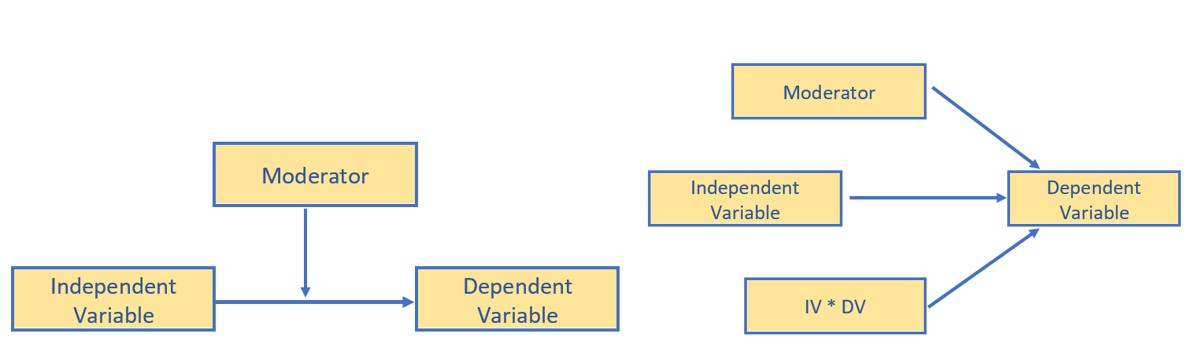 Moderator
Independent
Variable
Dependent
Variable
Moderator
Independent
Variable
Dependent
Variable
IV * DV